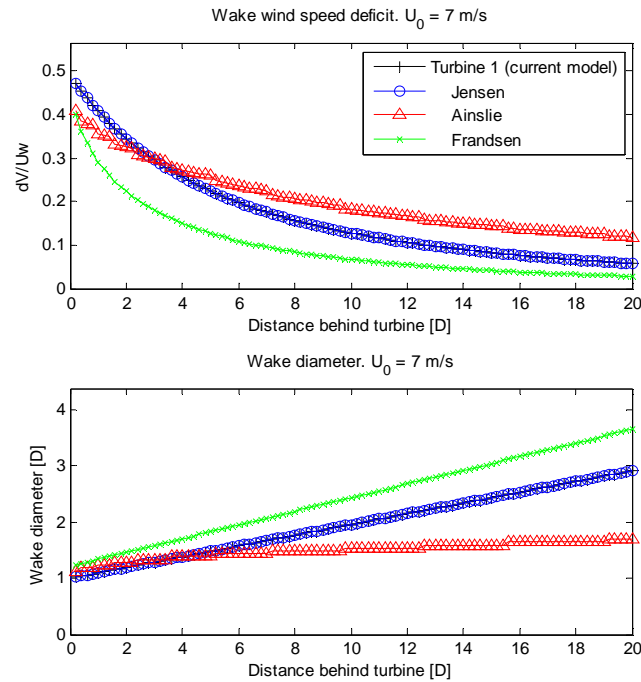 Wake wind speed deficit. U_0 = 7 m/s
0.5
0.4
0.3
0.2
0.1
0
dV/Uw
Turbine 1 (current model)
Jensen
Ainslie
Frandsen
0 2 4 6 8 10 12 14 16 18 20
Distance behind turbine [D]
Wake diameter. U_0 = 7 m/s
4
3
2
1
0
Wake diameter [D]
0 2 4 6 8 10 12 14 16 18 20
Distance behind turbine [D]